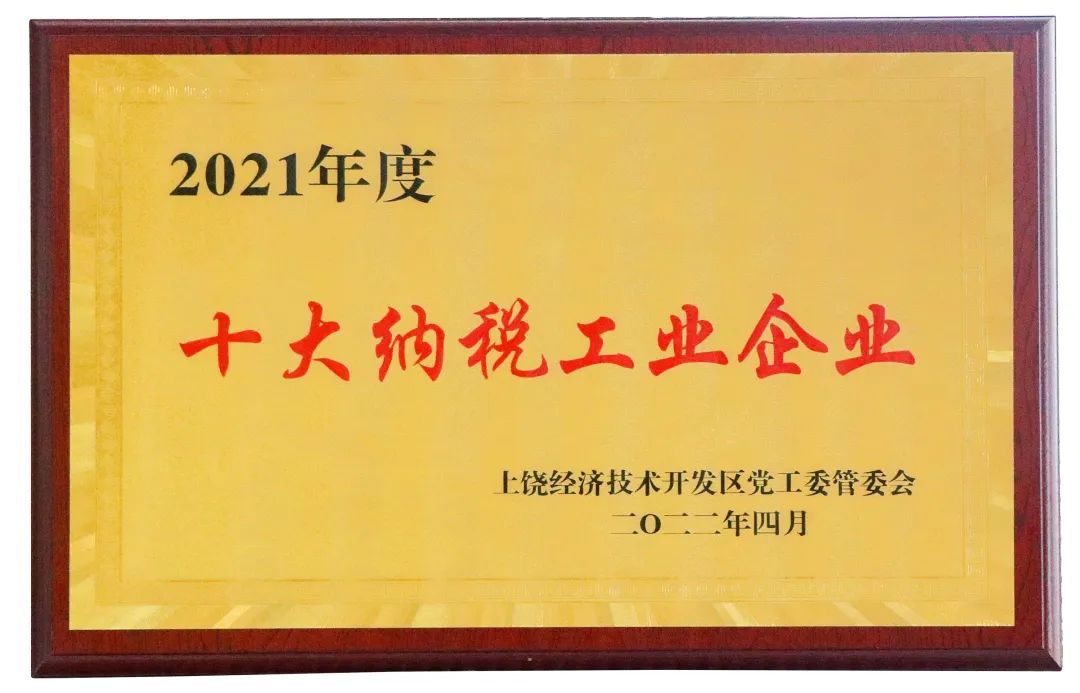 2021年度
十大纳税工业企业
上饶经济技术开发区党工委管委会
二〇二二年四月